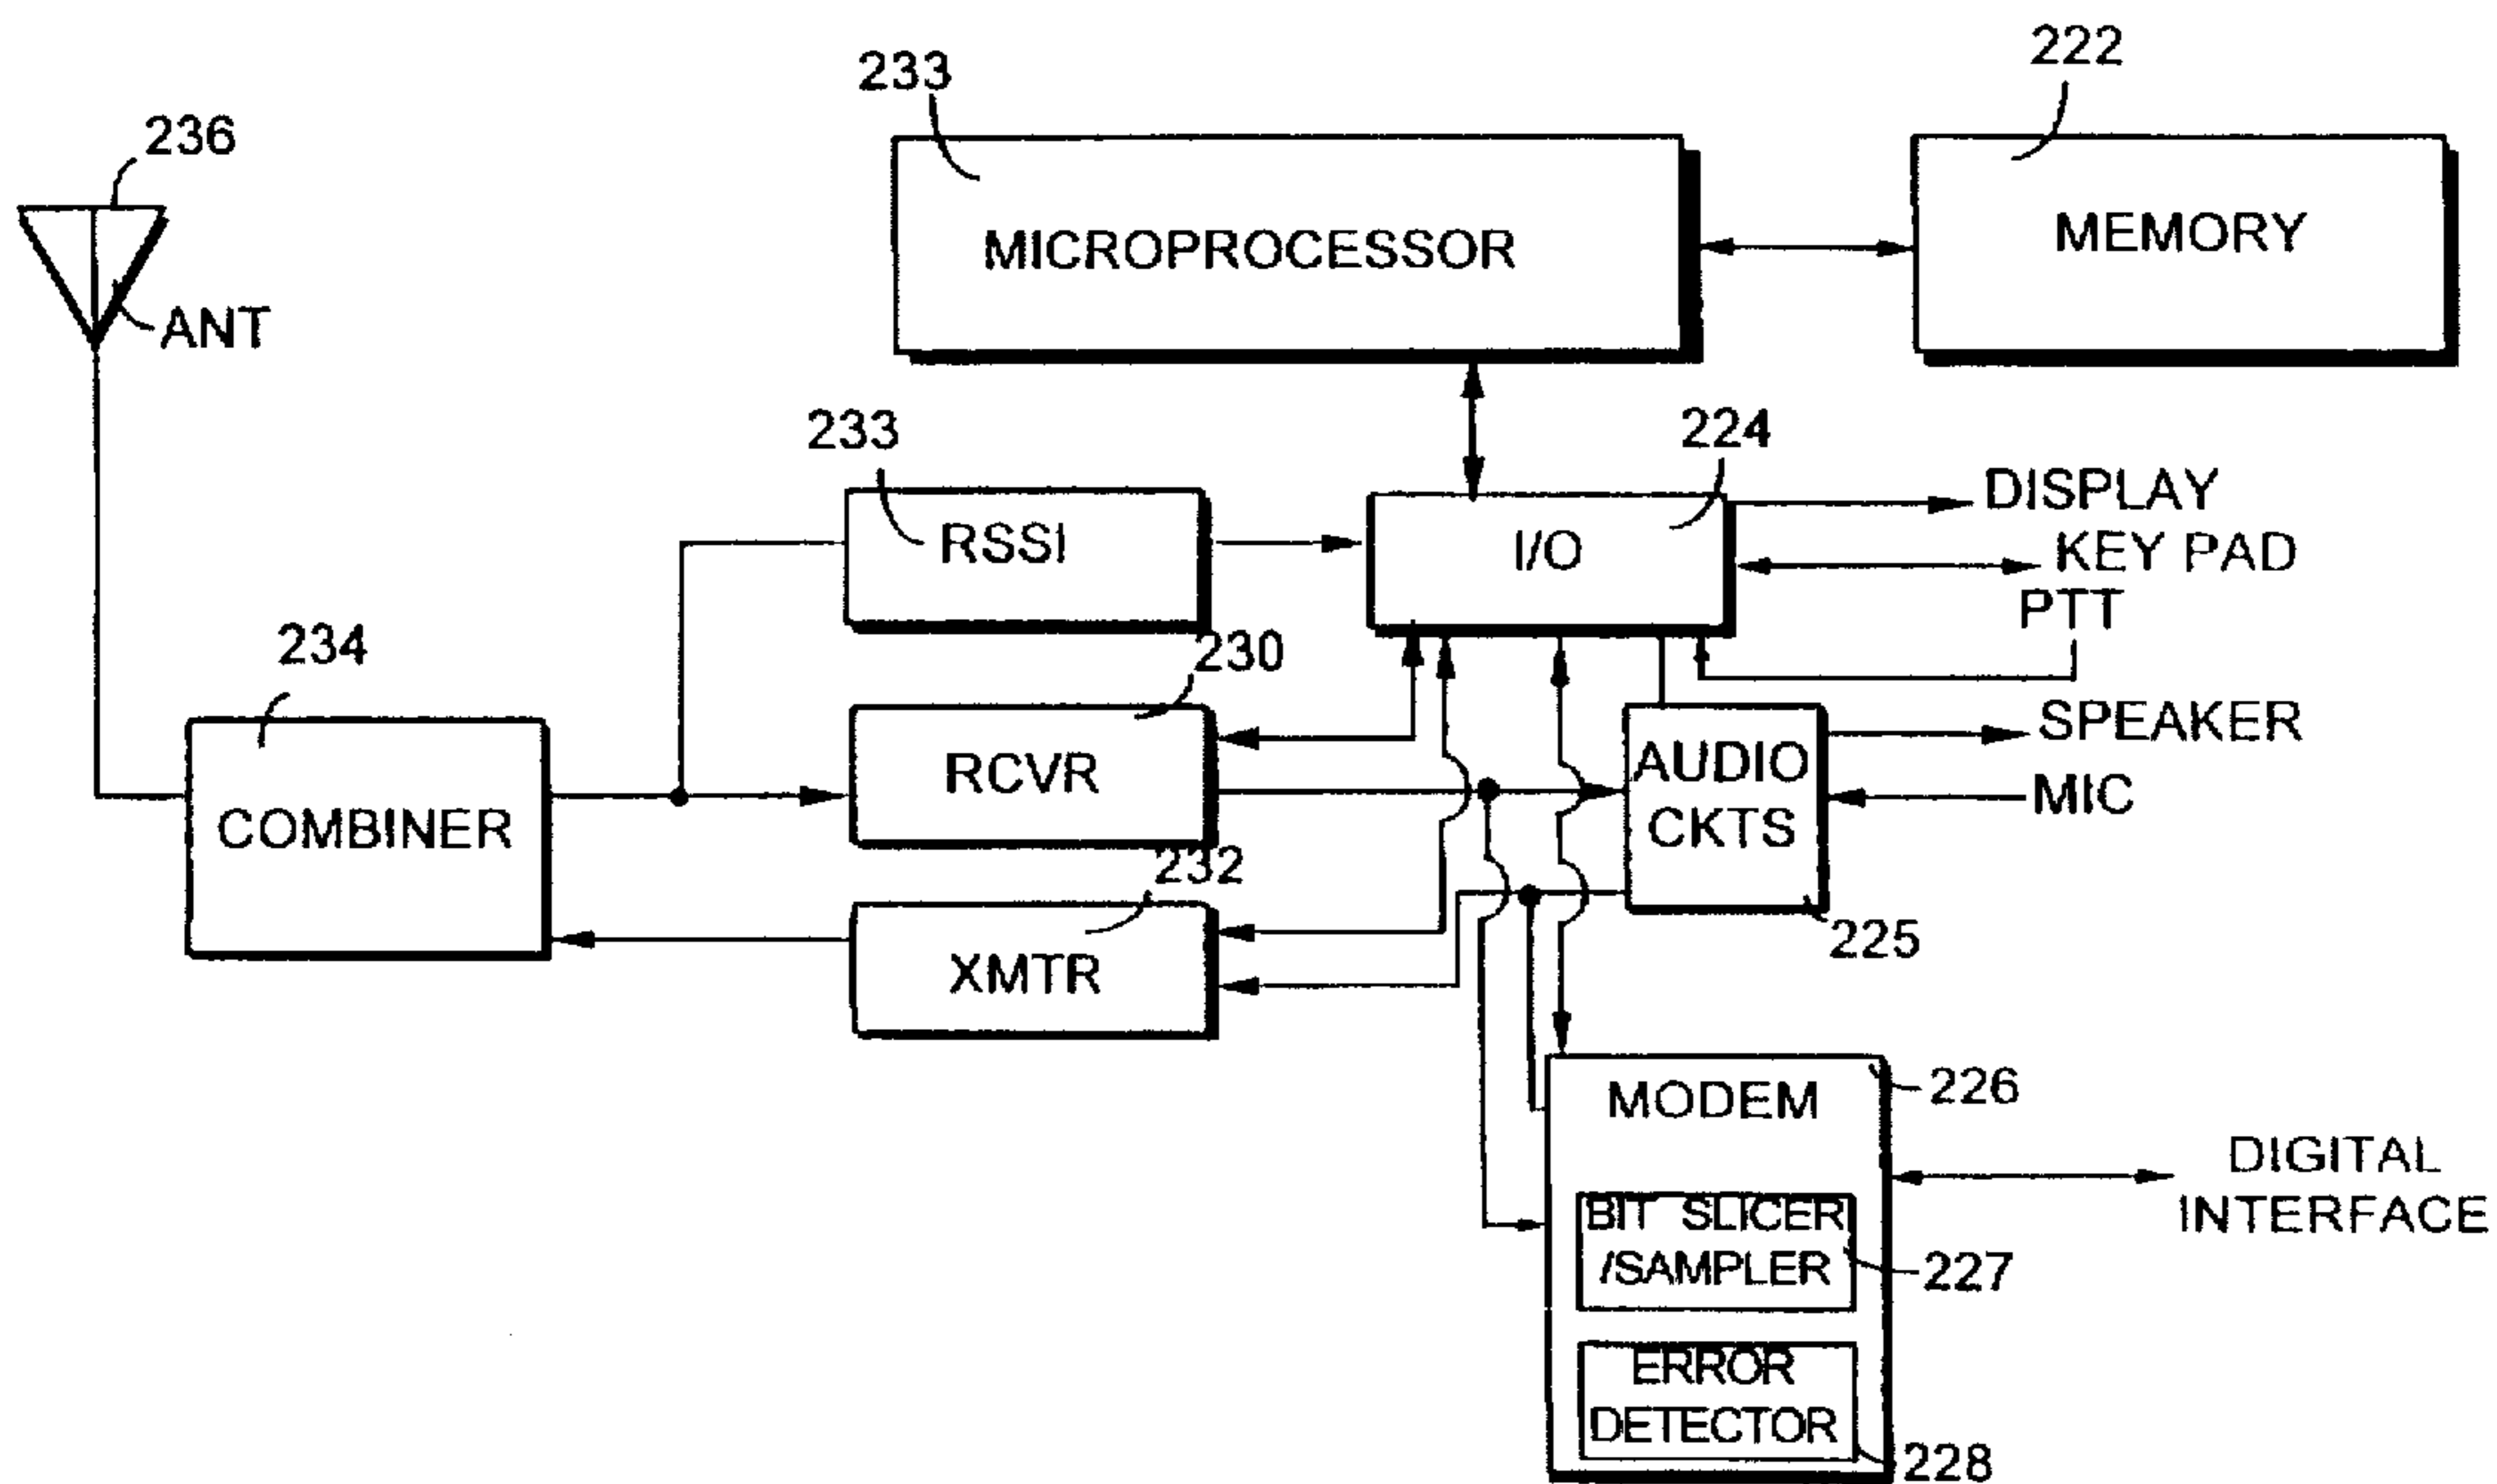 233
222
236
MICROPROCESSOR
MEMORY
ANT
233
224
RSSI
I/O
DISPLAY
KEY PAD
PTT
234
230
SPEAKER
RCVR
AUDIO
CKTS
MIC
COMBINER
232
225
XMTR
MODEM
226
DIGITAL
INTERFACE
BIT SLICER
/SAMPLER
227
ERROR
DETECTOR
228